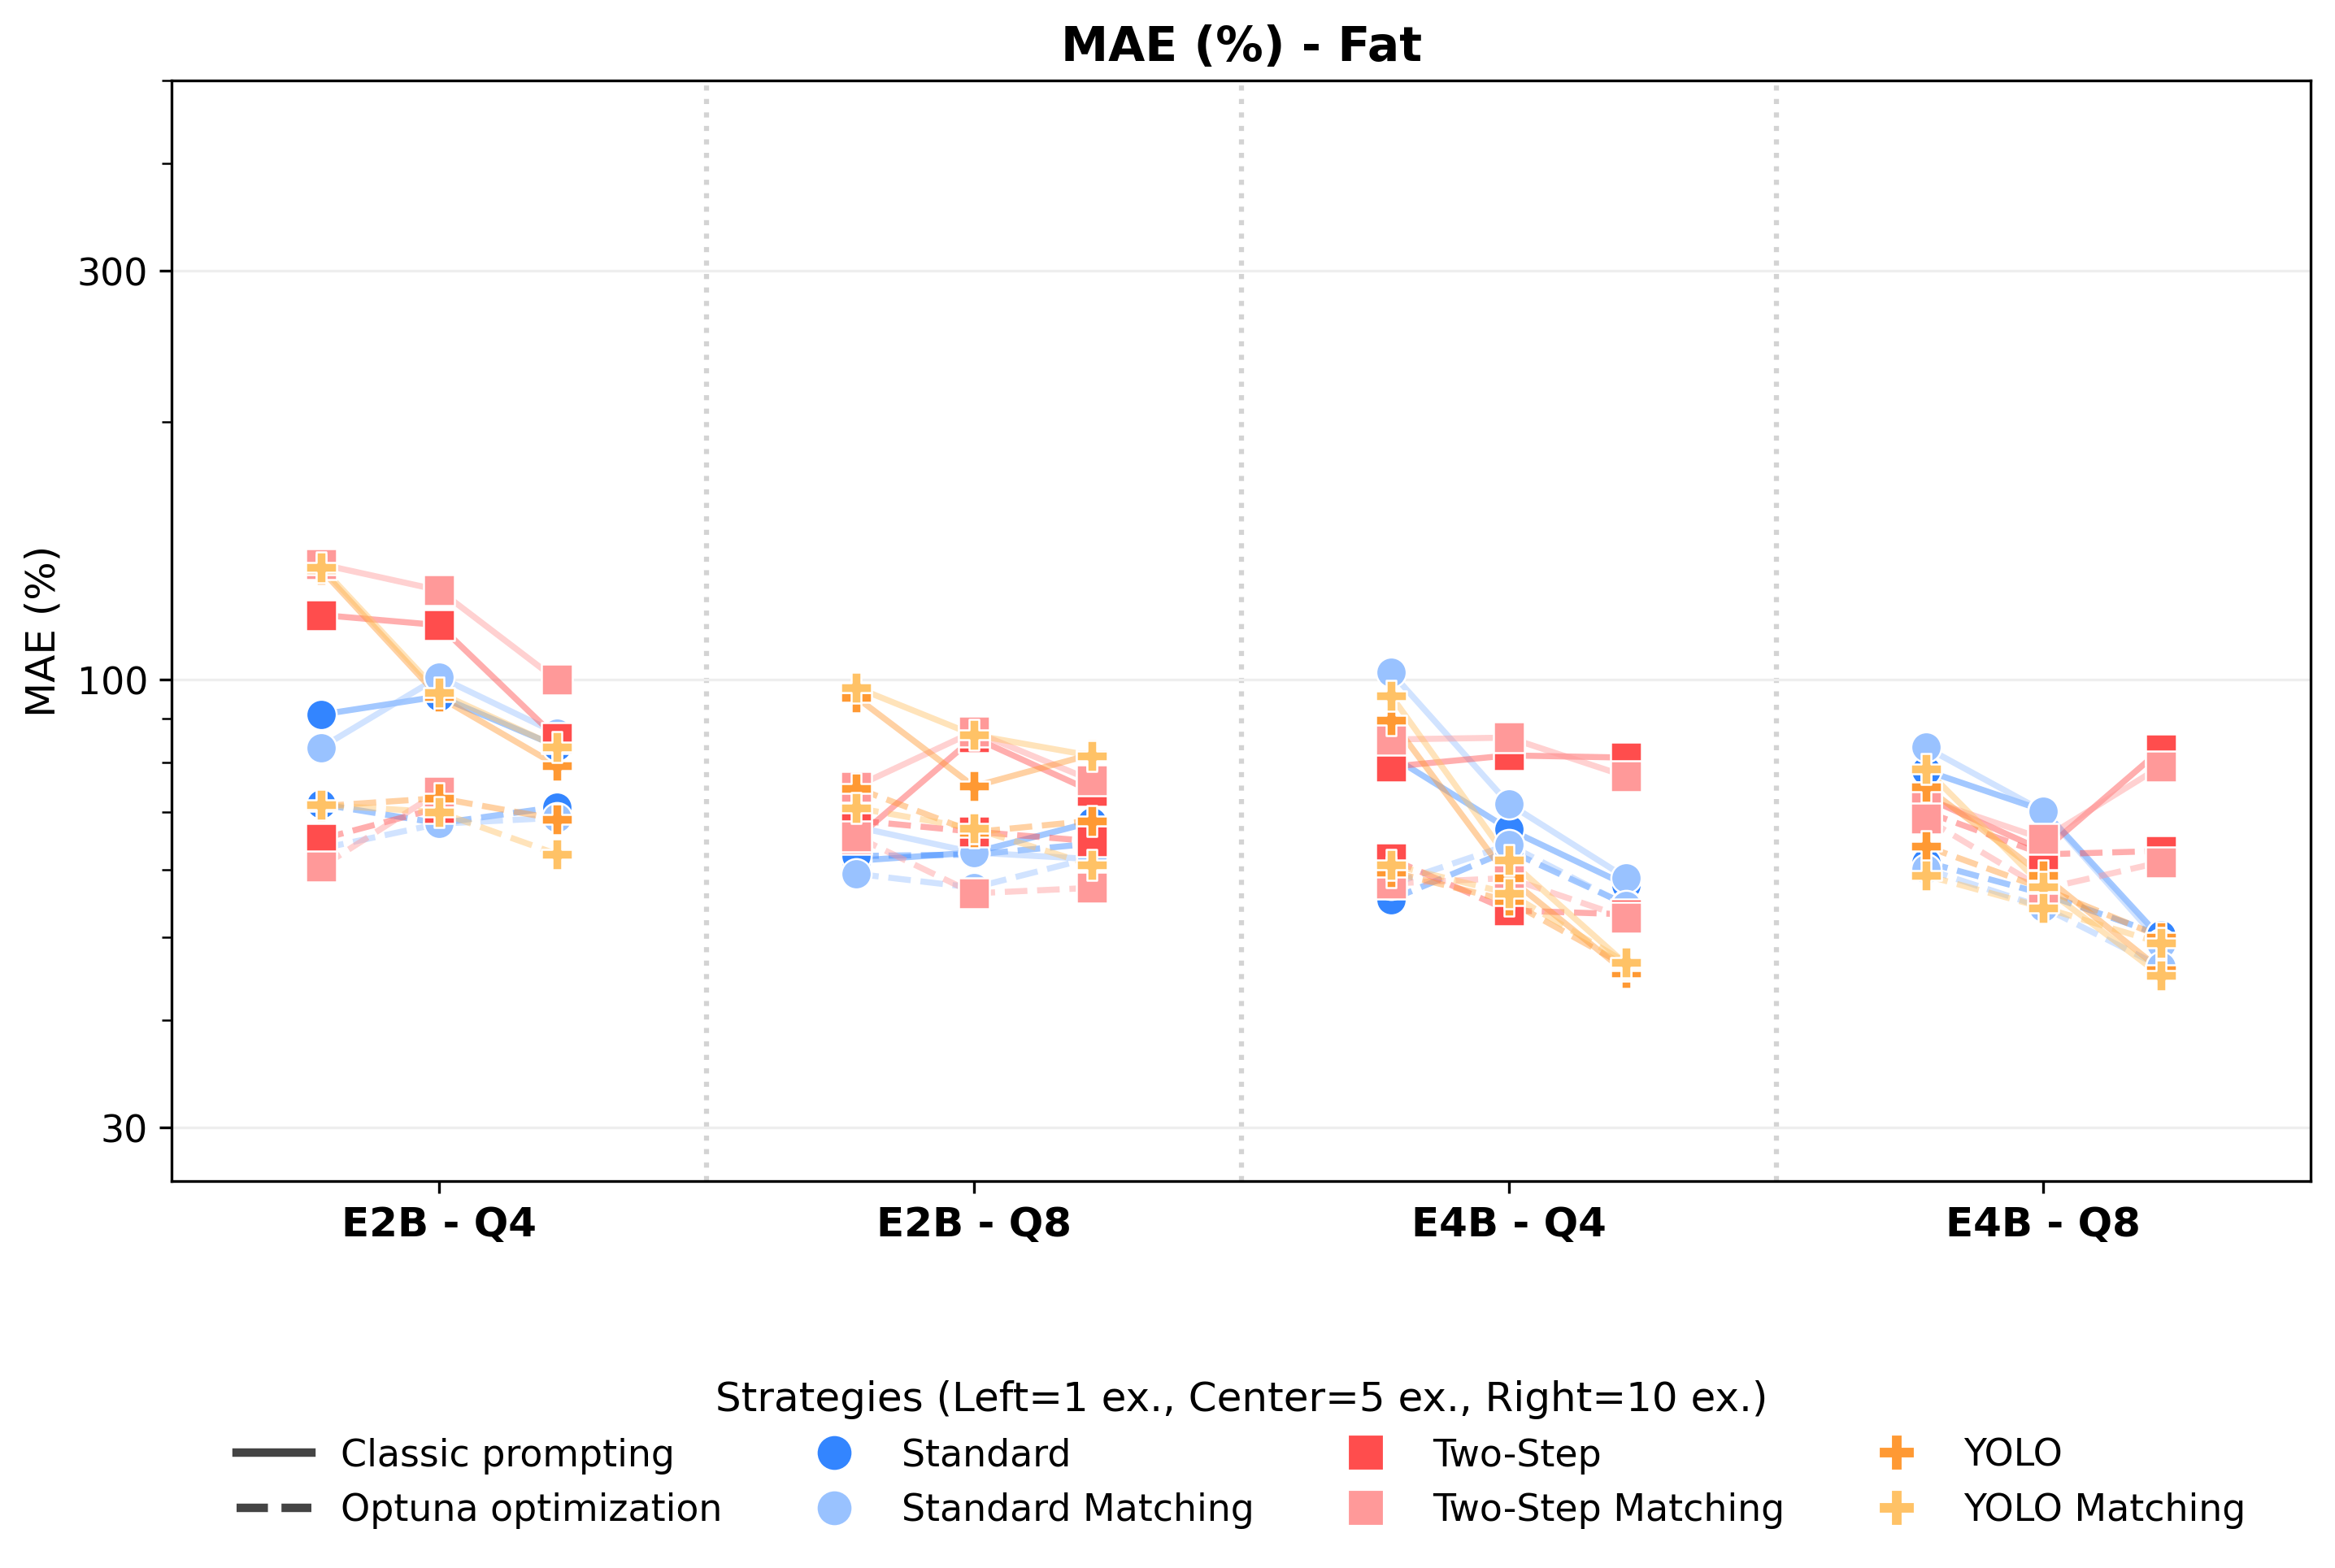 MAE (%) - Fat
MAE (%)
300
100
30
E2B - Q4
E2B - Q8
E4B - Q4
E4B - Q8
Strategies (Left=1 ex., Center=5 ex., Right=10 ex.)
Classic prompting
Optuna optimization
Standard
Standard Matching
Two-Step
Two-Step Matching
YOLO
YOLO Matching